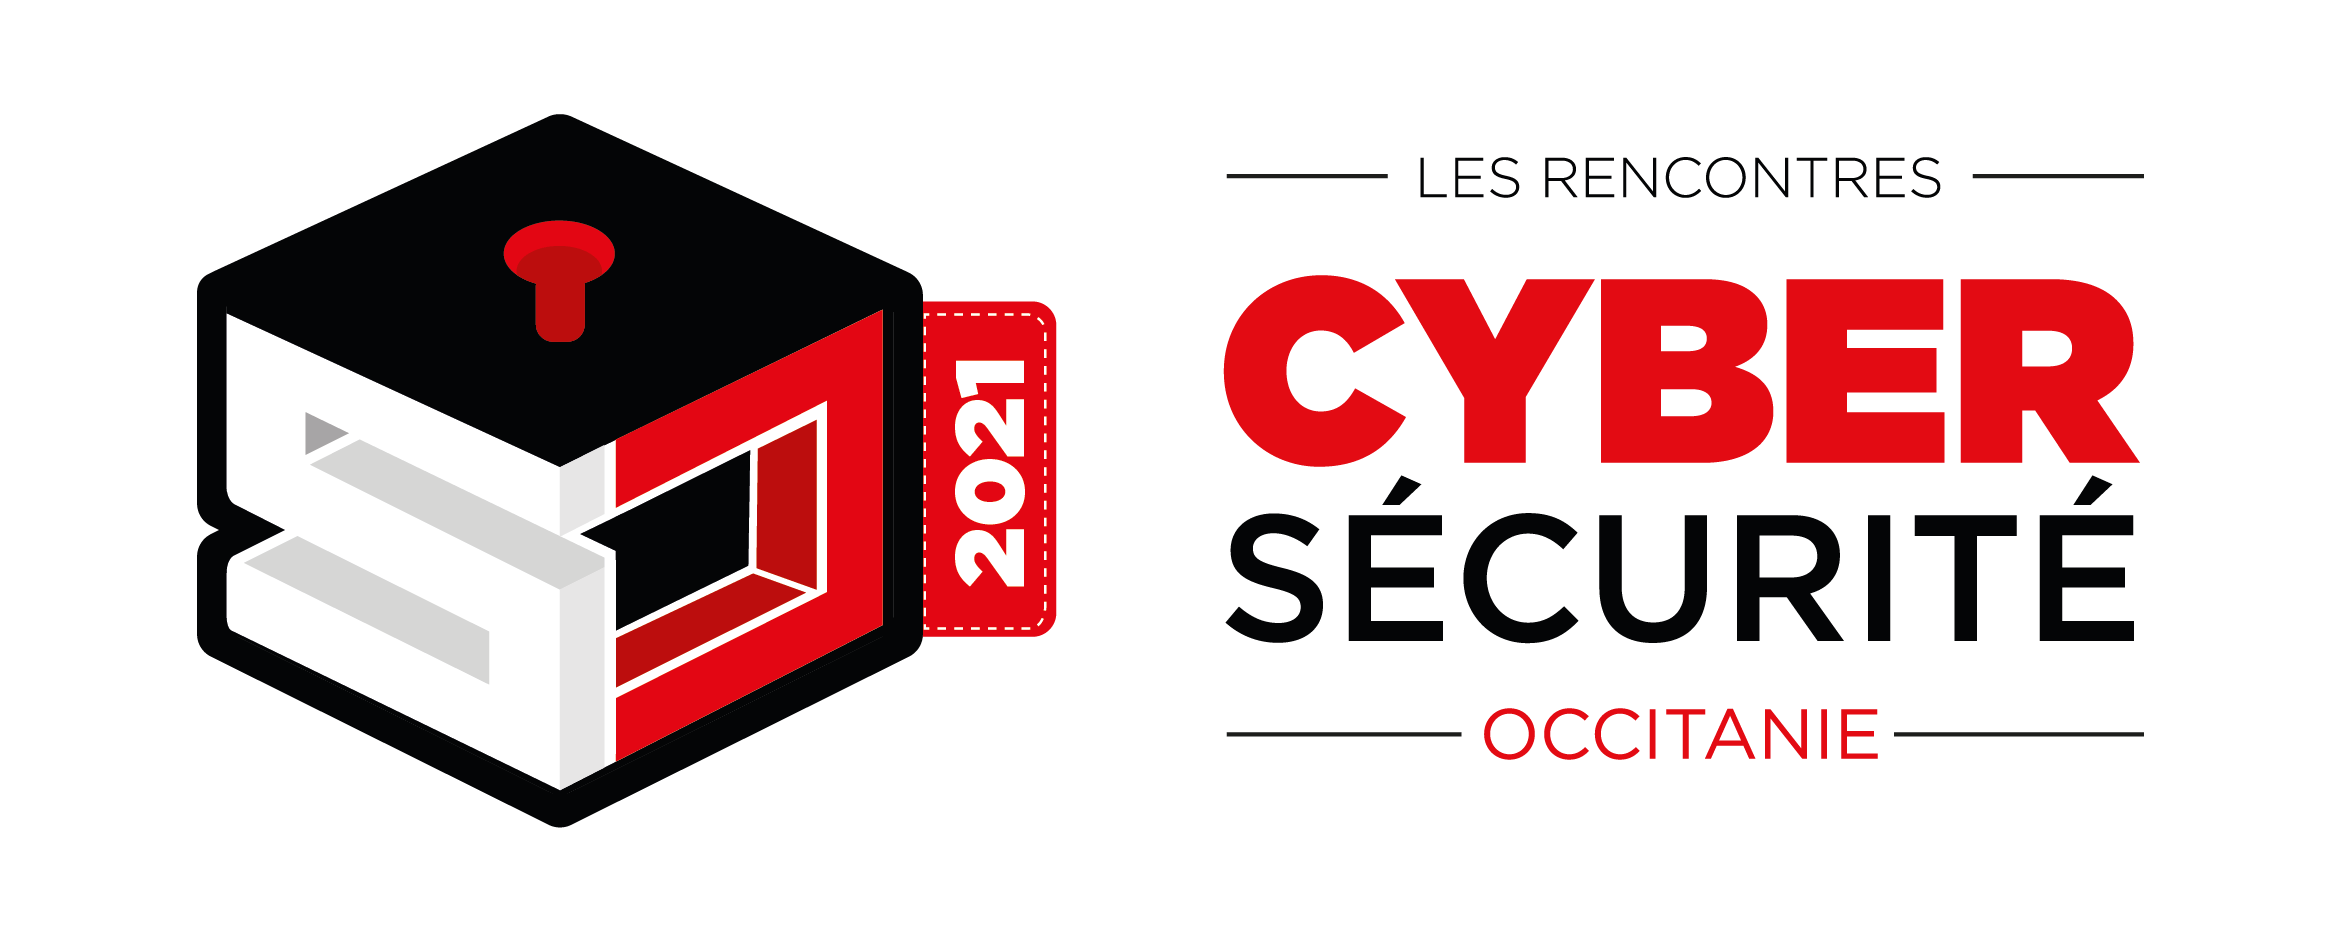 2021
LES RENCONTRES
CYBER
SÉCURITÉ
OCCITANIE